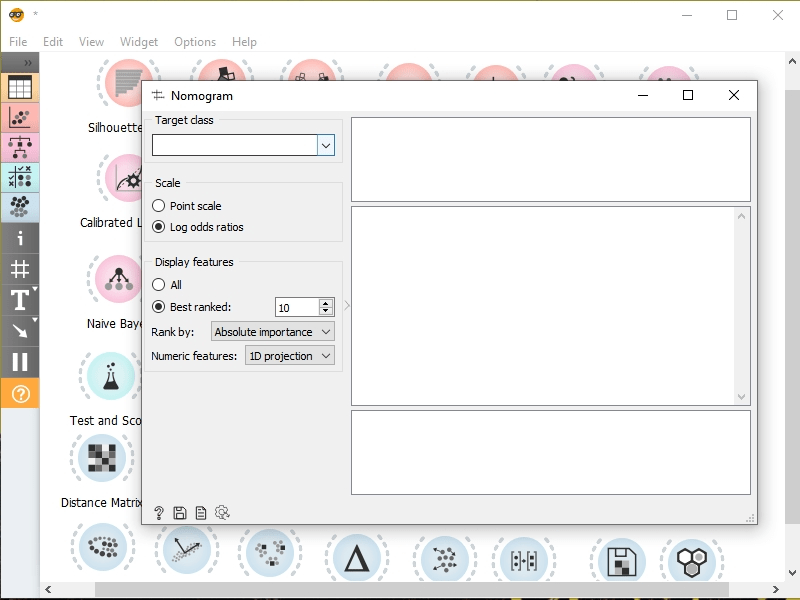 *
File Edit View Widget Options Help
Nomogram
Target class
Silhouette
Scale
Point scale
Log odds ratios
Calibrated L
Display features
All
Best ranked: 10
Naive Baye
Rank by: Absolute importance
Numeric features: 1D projection
Test and Sco
Distance Matrix